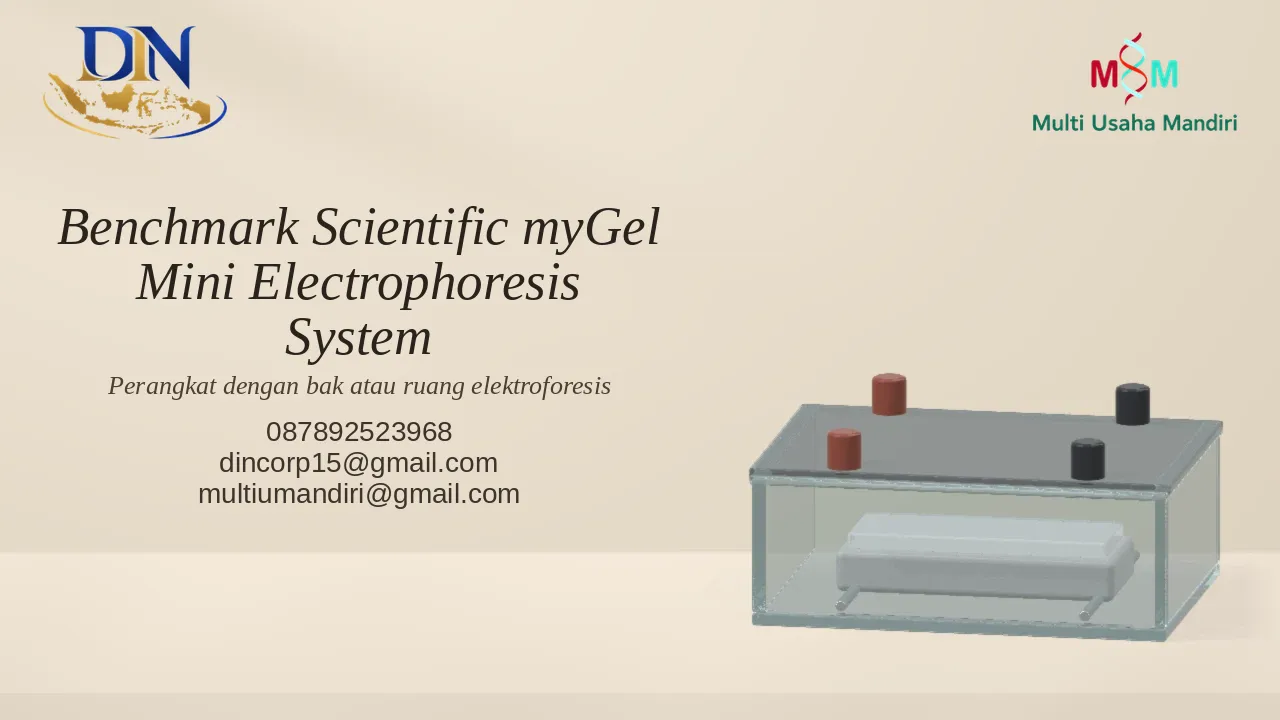 DIN
M M
Multi Usaha Mandiri
Benchmark Scientific myGel
Mini Electrophoresis
System
Perangkat dengan bak atau ruang elektroforesis
087892523968
dincorp15@gmail.com
multiumandiri@gmail.com